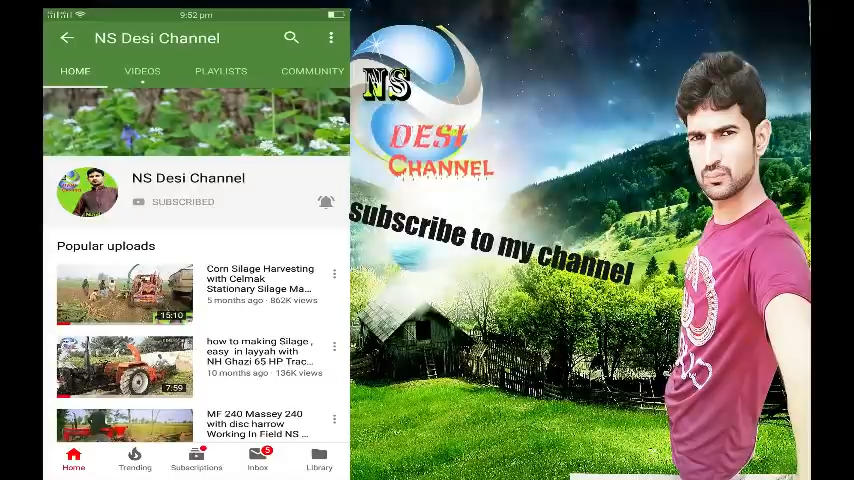 9:52 pm
NS Desi Channel
HOME VIDEOS PLAYLISTS COMMUNITY
NS Desi Channel
SUBSCRIBED
Popular uploads
Corn Silage Harvesting
with Celmak
Stationary Silage Ma...
5 months ago · 862K views
15:10
how to making Silage ,
easy in layyah with
NH Ghazi 65 HP Trac...
10 months ago · 136K views
7:59
MF 240 Massey 240
with disc harrow
Working In Field NS ...
Home Trending Subscriptions Inbox Library
5
NS
DESI
CHANNEL
subscribe to my channel